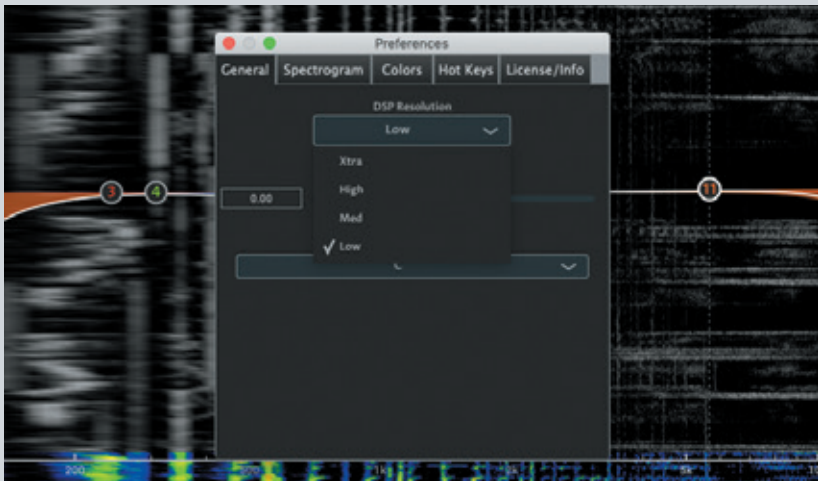 Preferences
General Spectrogram Colors Hot Keys License/Info
DSP Resolution
Low
Xtra
High
3 4 0.00 11
Med
✓ Low
200 1k 5k